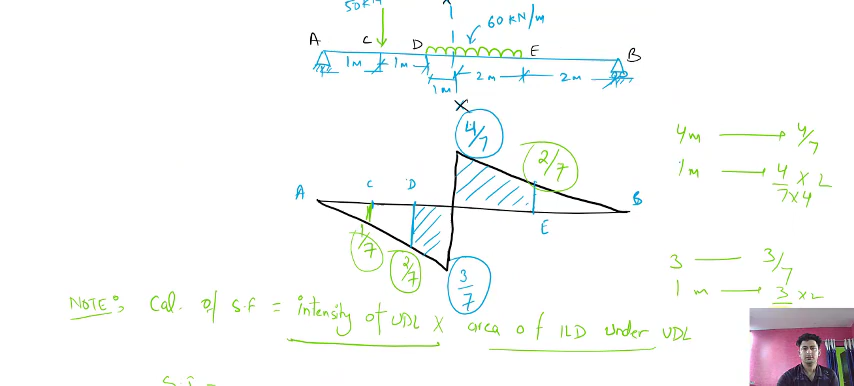 50kN
X
60 kN/m
A
C
D
E
B
1m
1m
1m
2m
2m
X
4/7
2/7
A
C
D
B
E
1/7
2/7
3/7
4m → 4/7
1m → 4/7×4 × 2
3 — 3/7
1 m → 3 × 2
NOTE: Cal. of S.F = intensity of UDL X area of ILD under UDL
S.F =